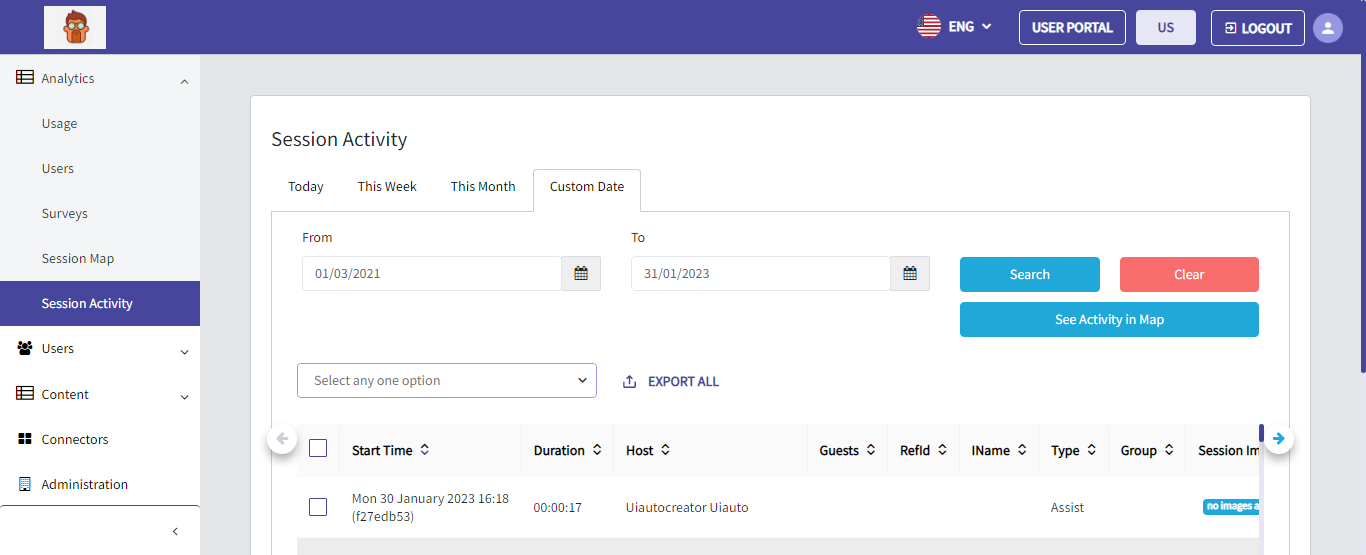 ENG
USER PORTAL
US
LOGOUT
Analytics
Usage
Users
Surveys
Session Map
Session Activity
Users
Content
Connectors
Administration
Session Activity
Today
This Week
This Month
Custom Date
From
To
01/03/2021
31/01/2023
Search
Clear
See Activity in Map
Select any one option
EXPORT ALL
Start Time
Duration
Host
Guests
RefId
IName
Type
Group
Session Im
Mon 30 January 2023 16:18
(f27edb53)
00:00:17
Uiautocreator Uiauto
Assist
no images a